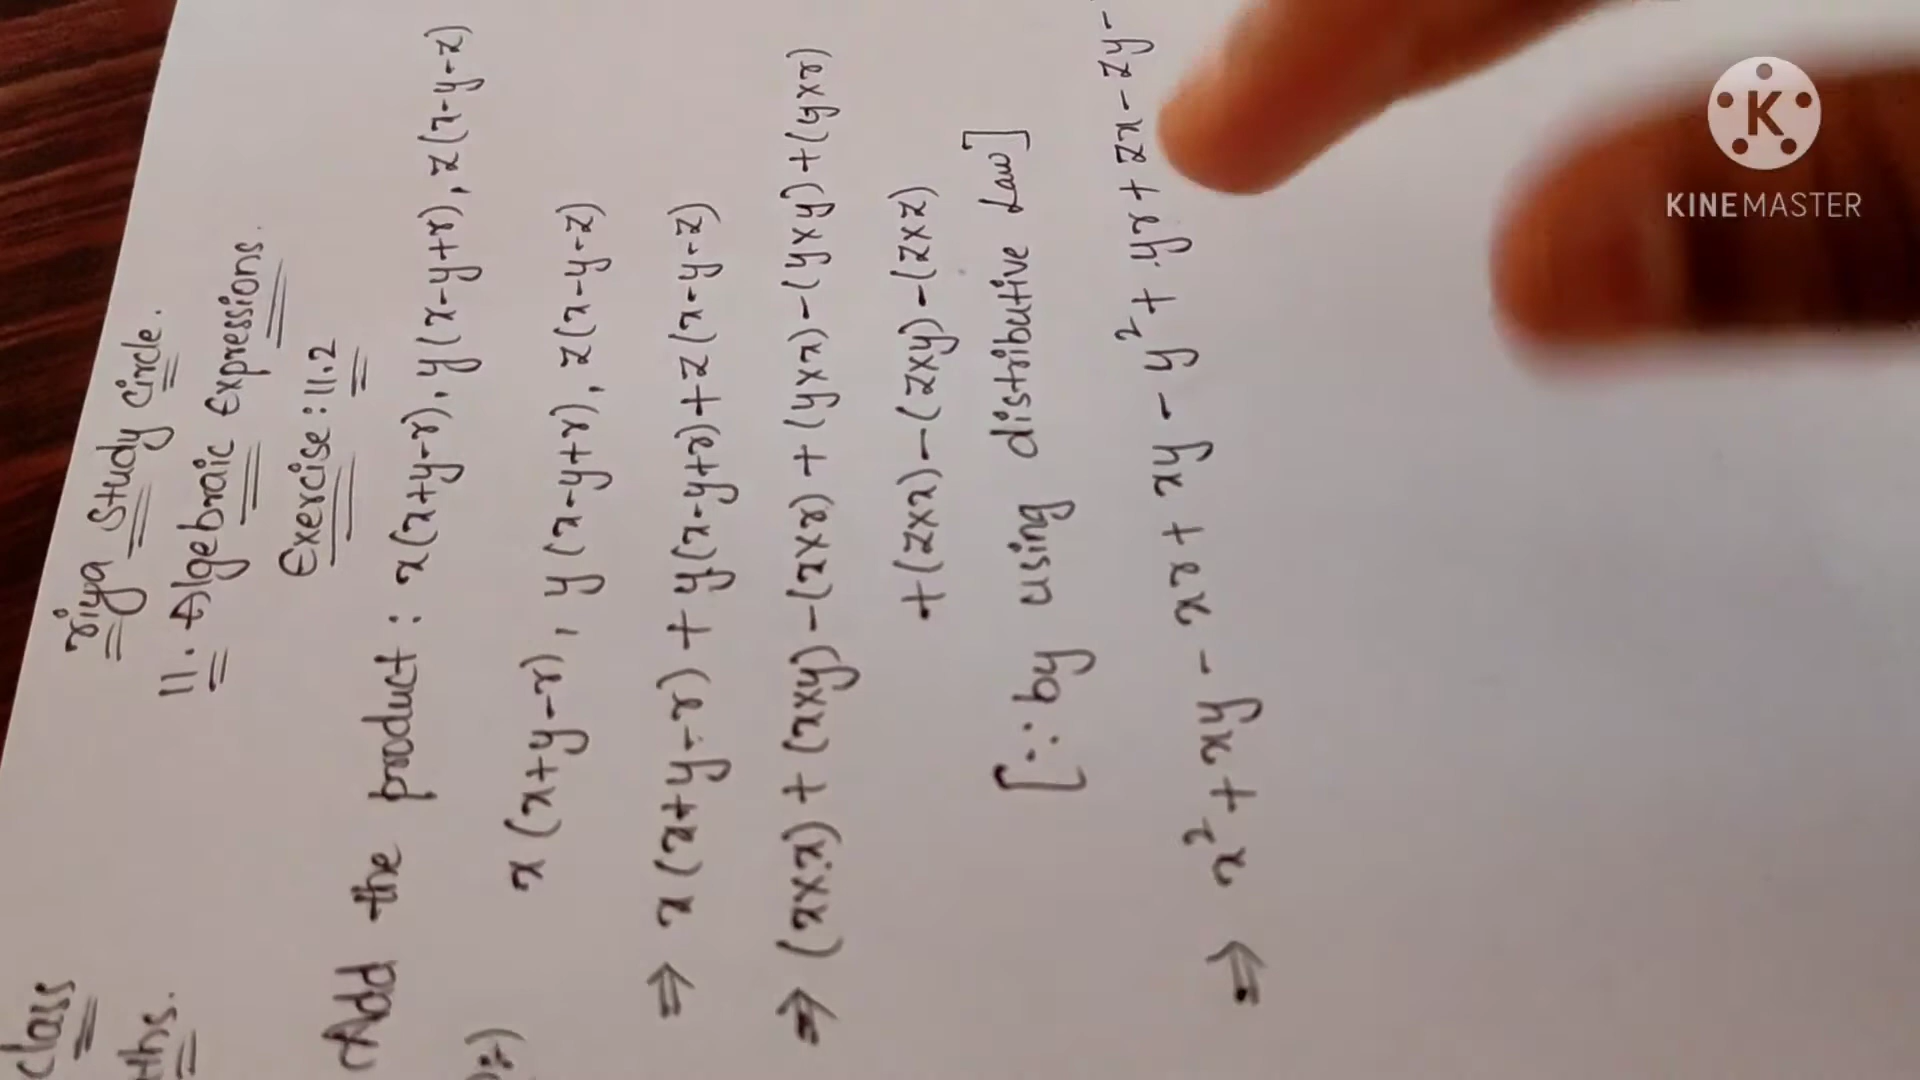 class
ths.
riya study circle.
11. Algebraic Expressions.
Exercise: 11.2
Add the product : x(x+y-r), y(x-y+r), z(x-y-z)
x(x+y-r), y(x-y+r), z(x-y-z)
⇒ x(x+y-r) + y(x-y+r) + z(x-y-z)
⇒ (x×x) + (x×y) - (x×r) + (y×x) - (y×y) + (y×r)
+ (z×x) - (z×y) - (z×z)
[∵ by using distributive Law]
⇒ x² + xy - xr + xy - y² + yr + zx - zy -
KINEMASTER